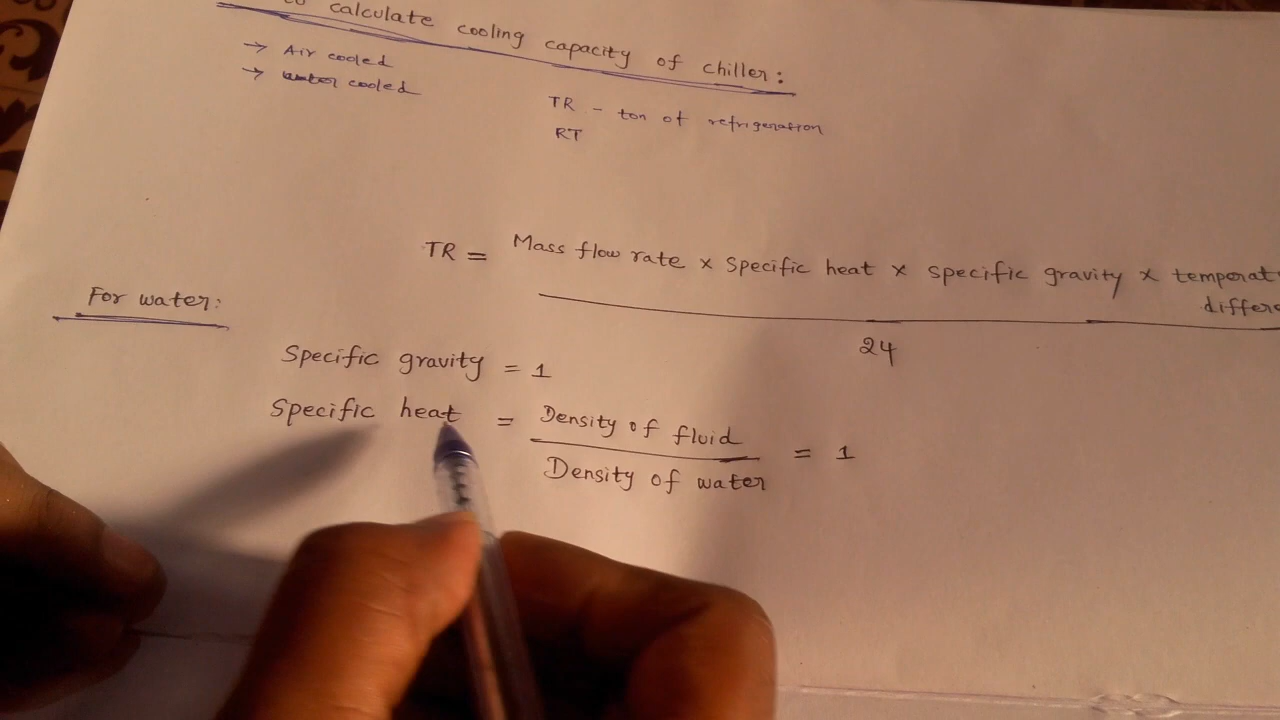 to calculate cooling capacity of chiller:
→ Air cooled
→ water cooled
TR - ton of refrigeration
RT
TR = Mass flow rate x Specific heat x specific gravity x temperat
differe
24
For water:
Specific gravity = 1
Specific heat = Density of fluid / Density of water = 1